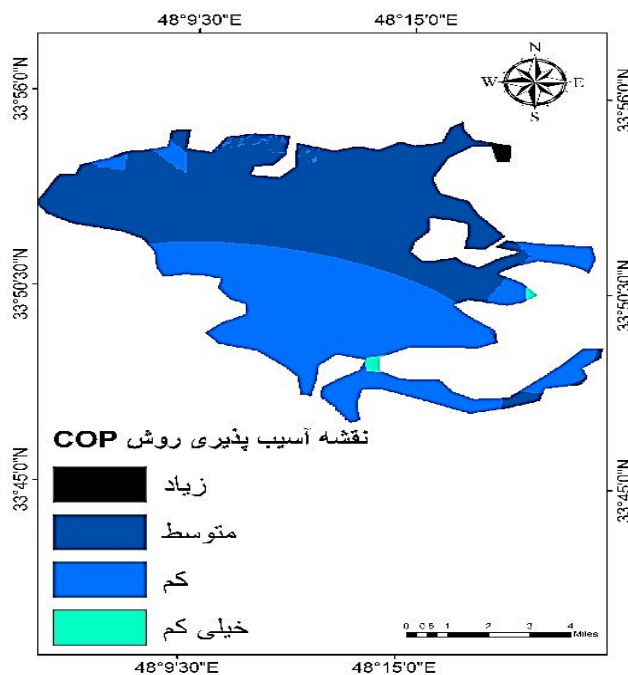 48°9'30"E
48°15'0"E
N
W
E
S
33°56'0"N
33°56'0"N
33°50'30"N
33°50'30"N
33°45'0"N
33°45'0"N
نقشه آسیب پذیری روش COP
زیاد
متوسط
کم
خیلی کم
0 0.5 1 2 3 4
Miles
48°9'30"E
48°15'0"E